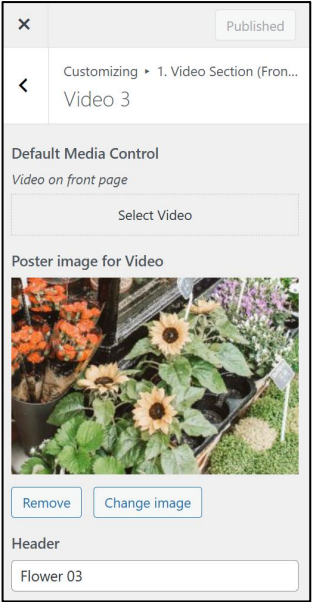 Published
Customizing ▸ 1. Video Section (Fron...
Video 3
Default Media Control
Video on front page
Select Video
Poster image for Video
Remove
Change image
Header
Flower 03